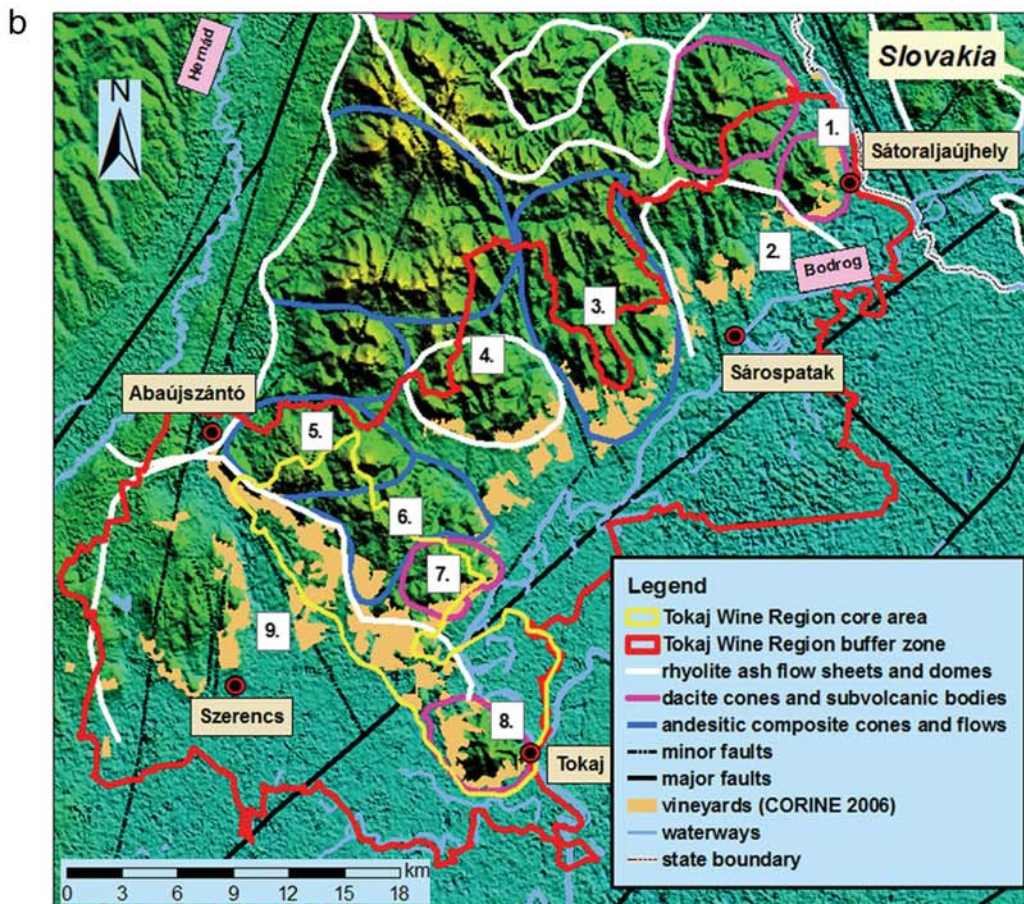 b
Hernád
N
Slovakia
1.
Sátoraljaújhely
2.
Bodrog
3.
Sárospatak
4.
Abaújszántó
5.
6.
7.
9.
Szerencs
8.
Tokaj
Legend
Tokaj Wine Region core area
Tokaj Wine Region buffer zone
rhyolite ash flow sheets and domes
dacite cones and subvolcanic bodies
andesitic composite cones and flows
minor faults
major faults
vineyards (CORINE 2006)
waterways
state boundary
km
0 3 6 9 12 15 18